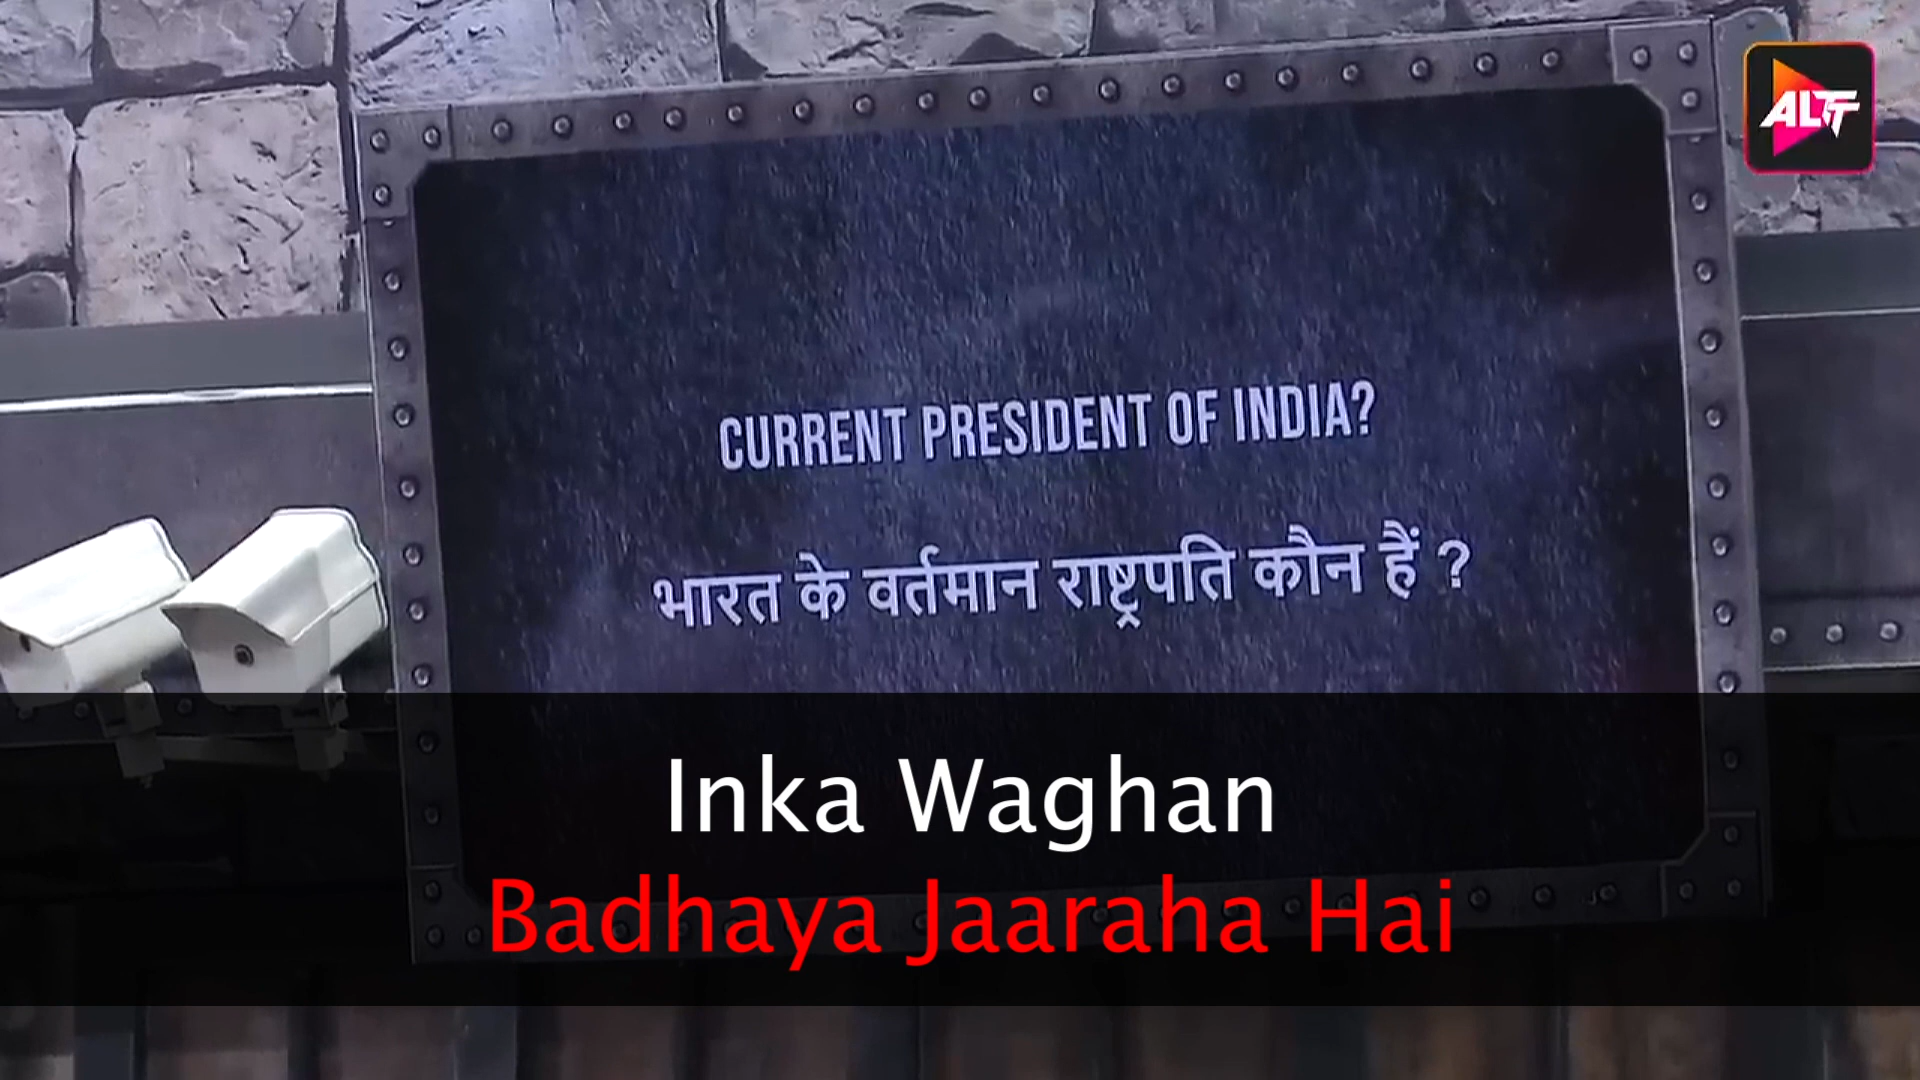 ALTT
CURRENT PRESIDENT OF INDIA?
भारत के वर्तमान राष्ट्रपति कौन हैं ?
Inka Waghan
Badhaya Jaaraha Hai